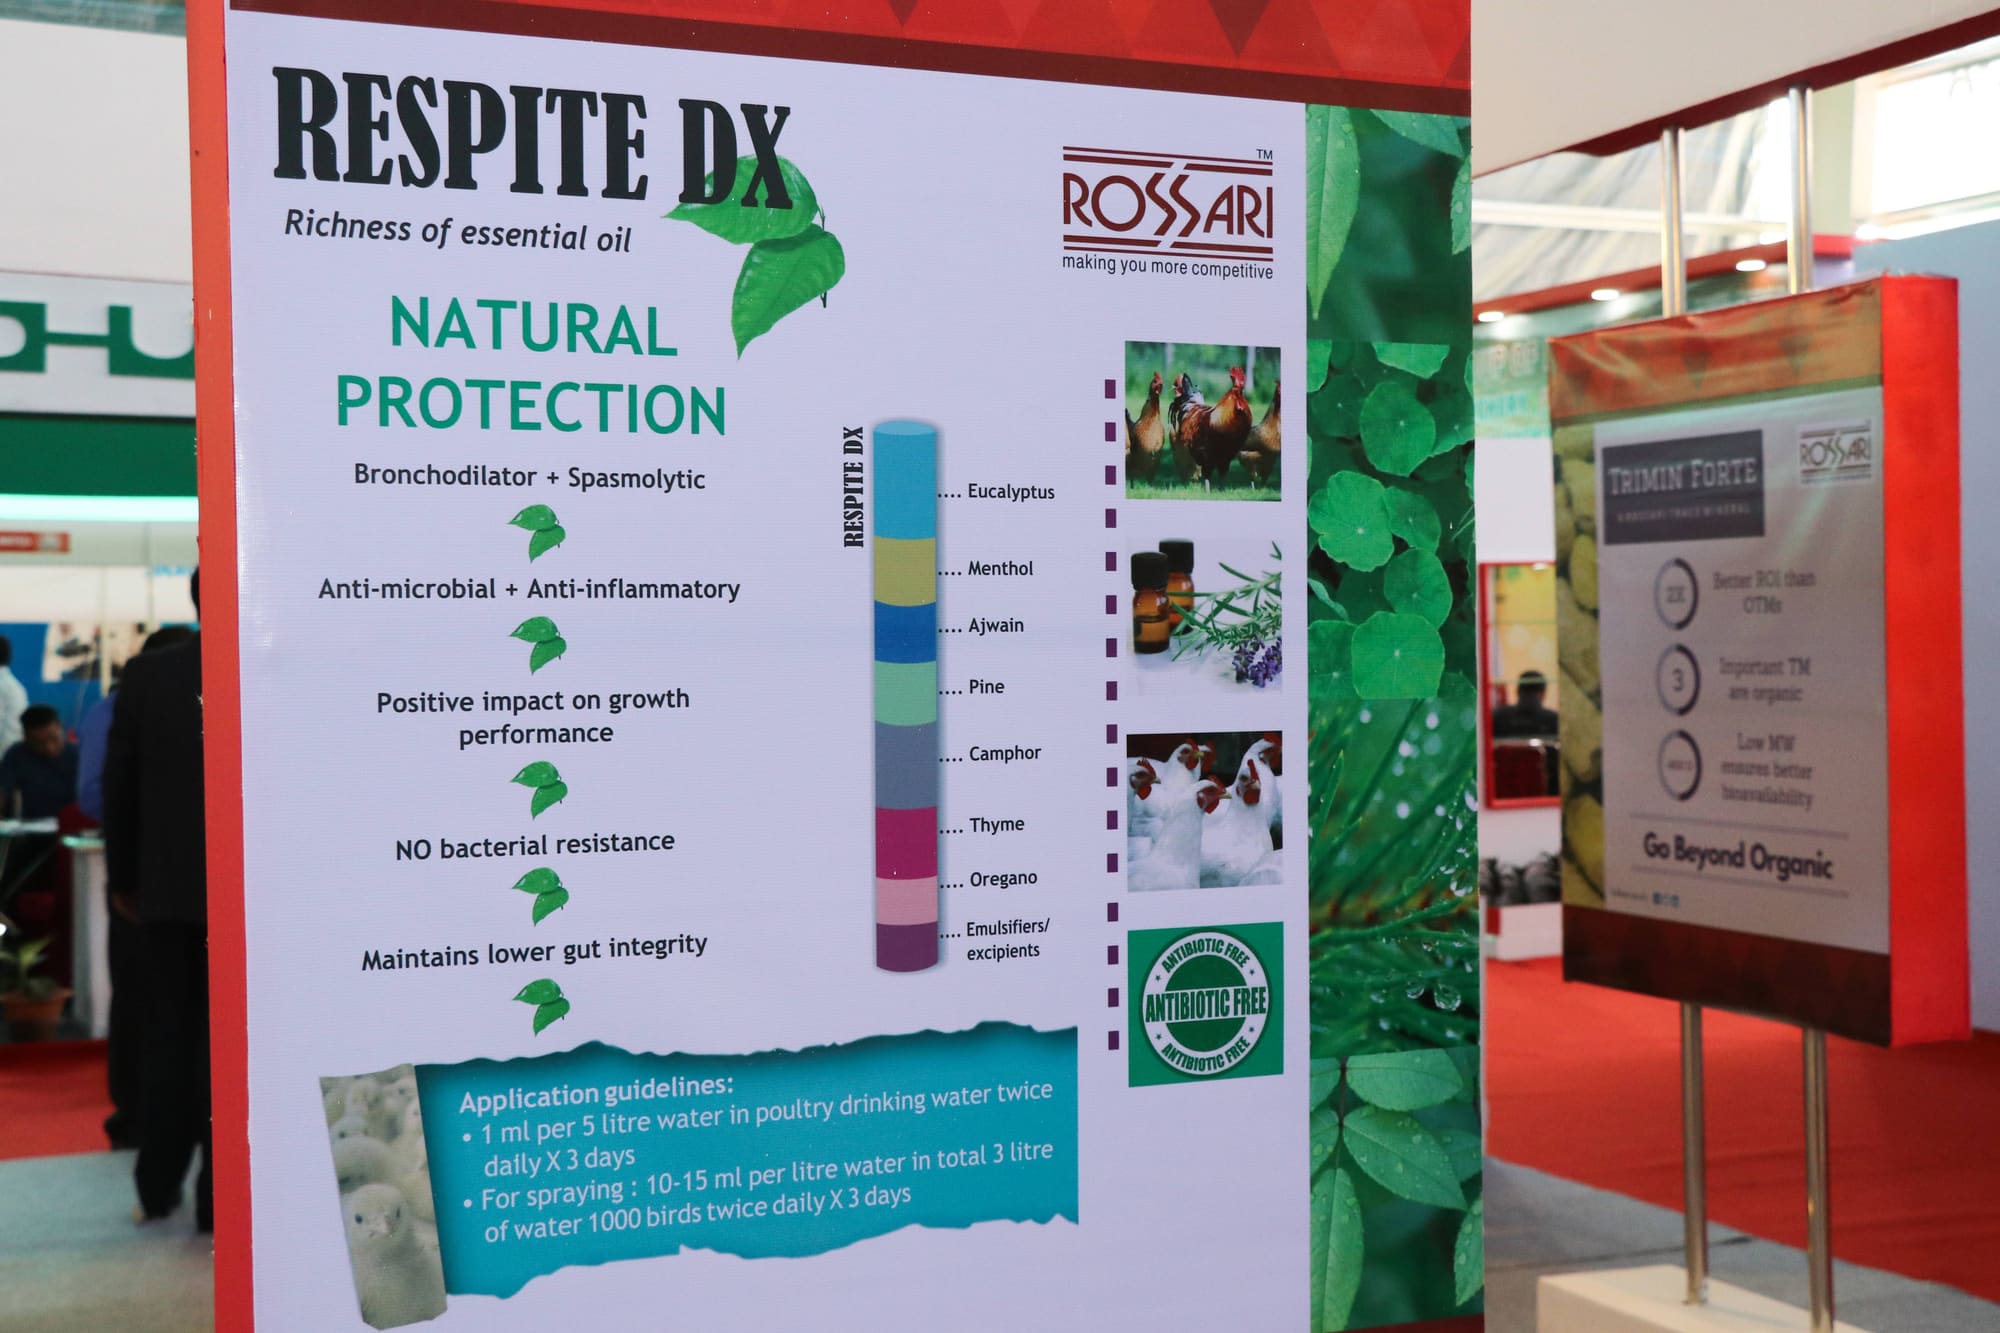 RESPITE DX
Richness of essential oil
NATURAL
PROTECTION
Bronchodilator + Spasmolytic
Anti-microbial + Anti-inflammatory
Positive impact on growth
performance
NO bacterial resistance
Maintains lower gut integrity
Application guidelines:
• 1 ml per 5 litre water in poultry drinking water twice
daily X 3 days
• For spraying : 10-15 ml per litre water in total 3 litre
of water 1000 birds twice daily X 3 days
RESPITE DX
.... Eucalyptus
.... Menthol
.... Ajwain
.... Pine
.... Camphor
.... Thyme
.... Oregano
.... Emulsifiers/
excipients
TM
ROSSARI
making you more competitive
ANTIBIOTIC FREE
ANTIBIOTIC FREE
ANTIBIOTIC FREE
TRIMIN FORTE
A ROSSARI TRACE MINERAL
ROSSARI
2X
Better ROI than
OTMs
3
Important TM
are organic
Low MW
ensures better
bioavailability
Go Beyond Organic